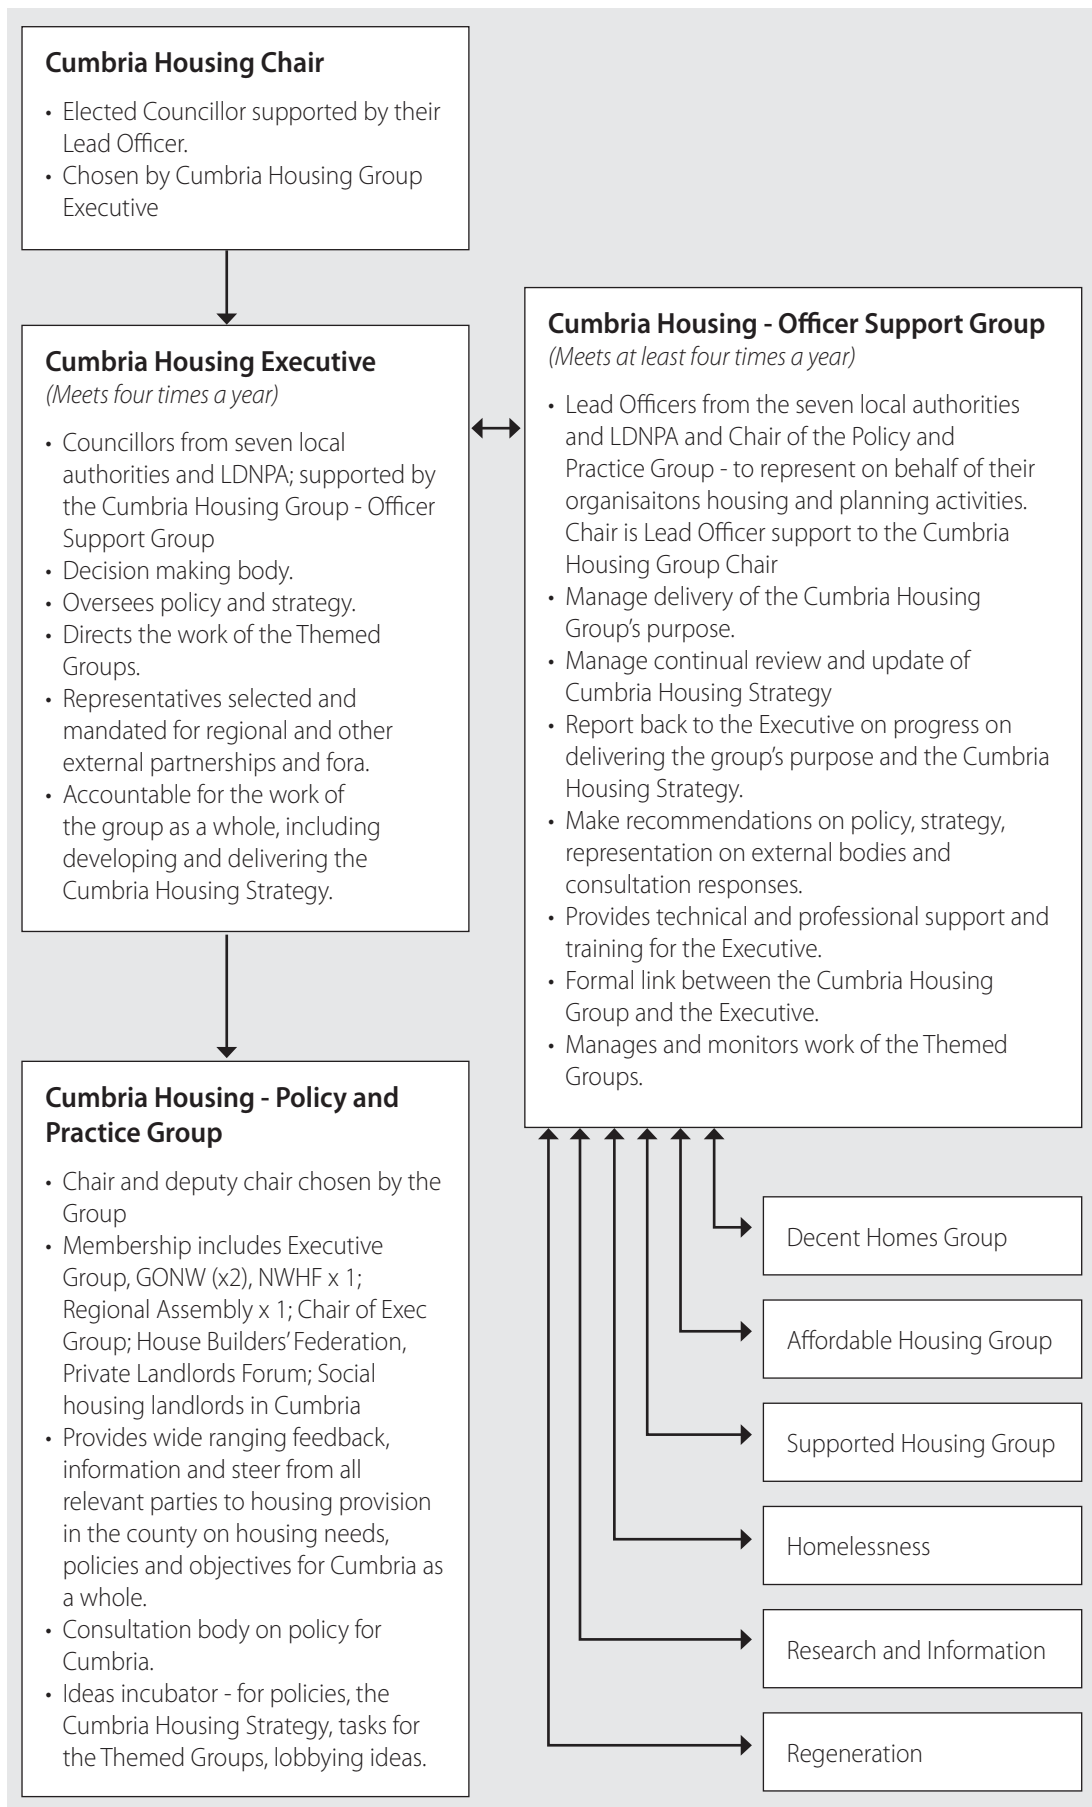 Cumbria Housing Chair
• Elected Councillor supported by their
Lead Officer.
• Chosen by Cumbria Housing Group
Executive
Cumbria Housing Executive
(Meets four times a year)
• Councillors from seven local
authorities and LDNPA; supported by
the Cumbria Housing Group - Officer
Support Group
• Decision making body.
• Oversees policy and strategy.
• Directs the work of the Themed
Groups.
• Representatives selected and
mandated for regional and other
external partnerships and fora.
• Accountable for the work of
the group as a whole, including
developing and delivering the
Cumbria Housing Strategy.
Cumbria Housing - Policy and
Practice Group
• Chair and deputy chair chosen by the
Group
• Membership includes Executive
Group, GONW (x2), NWHF x 1;
Regional Assembly x 1; Chair of Exec
Group; House Builders' Federation,
Private Landlords Forum; Social
housing landlords in Cumbria
• Provides wide ranging feedback,
information and steer from all
relevant parties to housing provision
in the county on housing needs,
policies and objectives for Cumbria as
a whole.
• Consultation body on policy for
Cumbria.
• Ideas incubator - for policies, the
Cumbria Housing Strategy, tasks for
the Themed Groups, lobbying ideas.
Cumbria Housing - Officer Support Group
(Meets at least four times a year)
• Lead Officers from the seven local authorities
and LDNPA and Chair of the Policy and
Practice Group - to represent on behalf of their
organisaitons housing and planning activities.
Chair is Lead Officer support to the Cumbria
Housing Group Chair
• Manage delivery of the Cumbria Housing
Group's purpose.
• Manage continual review and update of
Cumbria Housing Strategy
• Report back to the Executive on progress on
delivering the group's purpose and the Cumbria
Housing Strategy.
• Make recommendations on policy, strategy,
representation on external bodies and
consultation responses.
• Provides technical and professional support and
training for the Executive.
• Formal link between the Cumbria Housing
Group and the Executive.
• Manages and monitors work of the Themed
Groups.
Decent Homes Group
Affordable Housing Group
Supported Housing Group
Homelessness
Research and Information
Regeneration